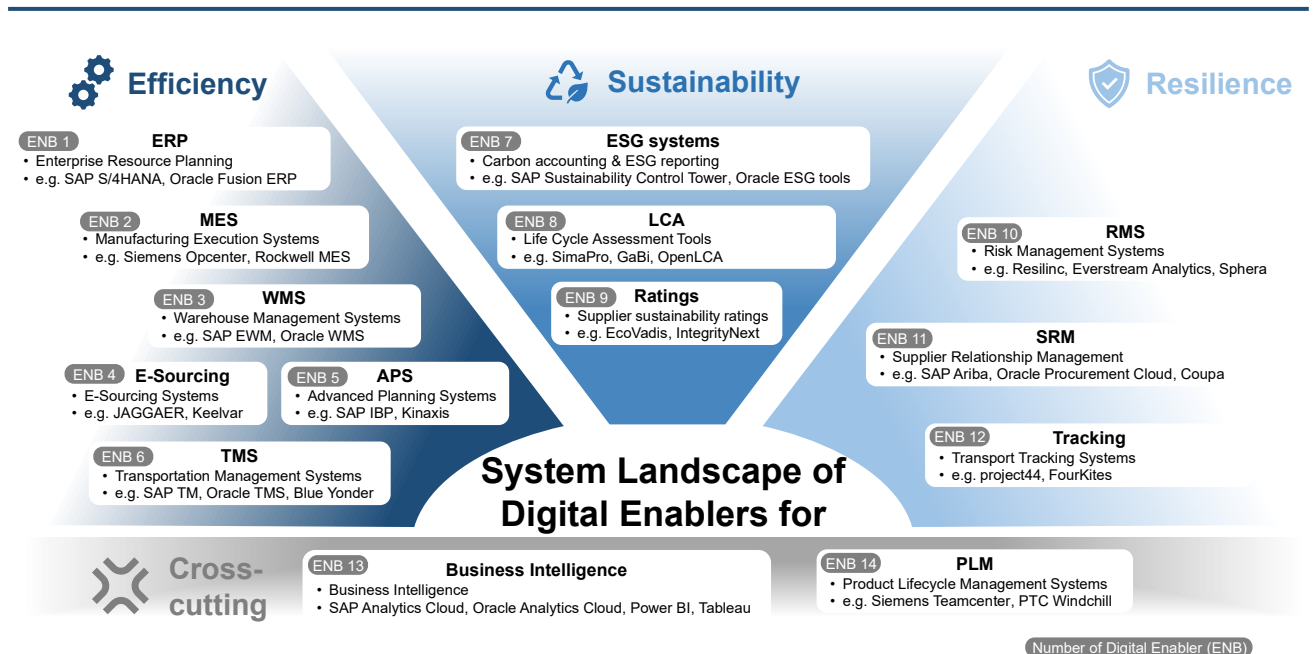 Efficiency
Sustainability
Resilience
ENB 1
ERP
• Enterprise Resource Planning
• e.g. SAP S/4HANA, Oracle Fusion ERP
ENB 2
MES
• Manufacturing Execution Systems
• e.g. Siemens Opcenter, Rockwell MES
ENB 3
WMS
• Warehouse Management Systems
• e.g. SAP EWM, Oracle WMS
ENB 4
E-Sourcing
• E-Sourcing Systems
• e.g. JAGGAER, Keelvar
ENB 5
APS
• Advanced Planning Systems
• e.g. SAP IBP, Kinaxis
ENB 6
TMS
• Transportation Management Systems
• e.g. SAP TM, Oracle TMS, Blue Yonder
ENB 7
ESG systems
• Carbon accounting & ESG reporting
• e.g. SAP Sustainability Control Tower, Oracle ESG tools
ENB 8
LCA
• Life Cycle Assessment Tools
• e.g. SimaPro, GaBi, OpenLCA
ENB 9
Ratings
• Supplier sustainability ratings
• e.g. EcoVadis, IntegrityNext
ENB 10
RMS
• Risk Management Systems
• e.g. Resilinc, Everstream Analytics, Sphera
ENB 11
SRM
• Supplier Relationship Management
• e.g. SAP Ariba, Oracle Procurement Cloud, Coupa
ENB 12
Tracking
• Transport Tracking Systems
• e.g. project44, FourKites
System Landscape of
Digital Enablers for
Cross-
cutting
ENB 13
Business Intelligence
• Business Intelligence
• SAP Analytics Cloud, Oracle Analytics Cloud, Power BI, Tableau
ENB 14
PLM
• Product Lifecycle Management Systems
• e.g. Siemens Teamcenter, PTC Windchill
Number of Digital Enabler (ENB)